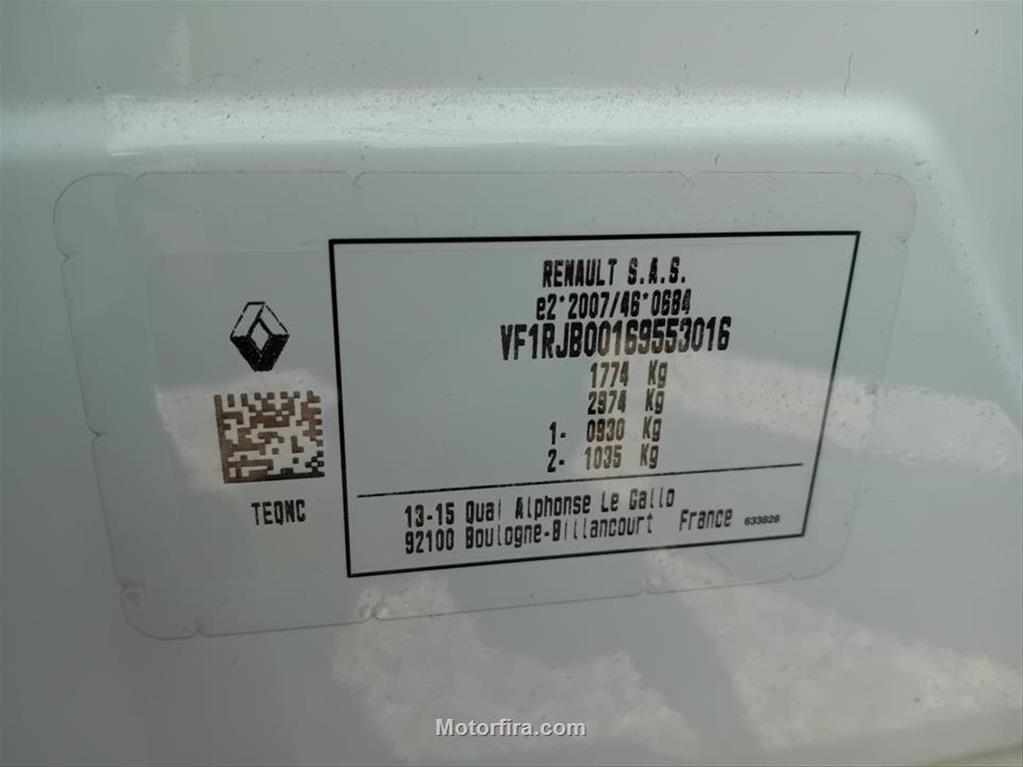 RENAULT S.A.S.
e2*2007/46*0684
VF1RJB00169553016
1774 Kg
2374 Kg
1- 0930 Kg
2- 1035 Kg
TEQNC
13-15 Quai Alphonse Le Gallo
92100 Boulogne-Billancourt France 633828
Motorfira.com